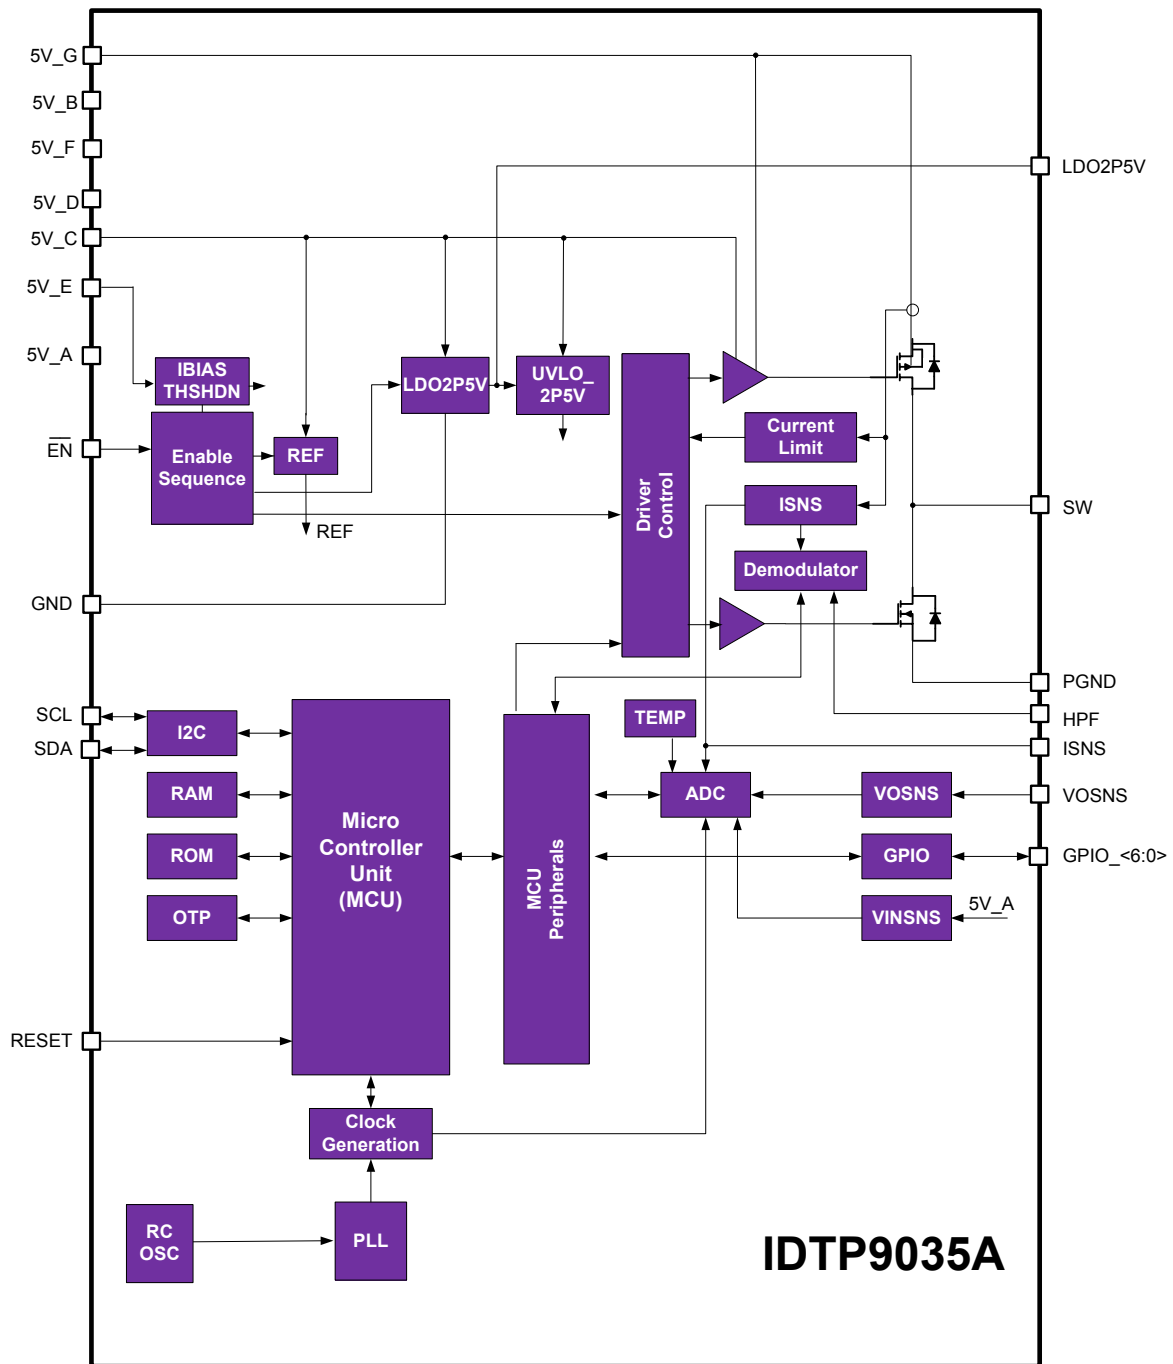 5V_G
5V_B
5V_F
5V_D
5V_C
5V_E
5V_A
EN
GND
SCL
SDA
RESET
IBIAS
THSHDN
Enable
Sequence
REF
REF
LDO2P5V
UVLO_
2P5V
Driver
Control
Current
Limit
ISNS
Demodulator
LDO2P5V
SW
PGND
HPF
ISNS
VOSNS
GPIO_<6:0>
I2C
RAM
ROM
OTP
Micro
Controller
Unit
(MCU)
MCU
Peripherals
TEMP
ADC
VOSNS
GPIO
VINSNS
5V_A
Clock
Generation
RC
OSC
PLL
IDTP9035A